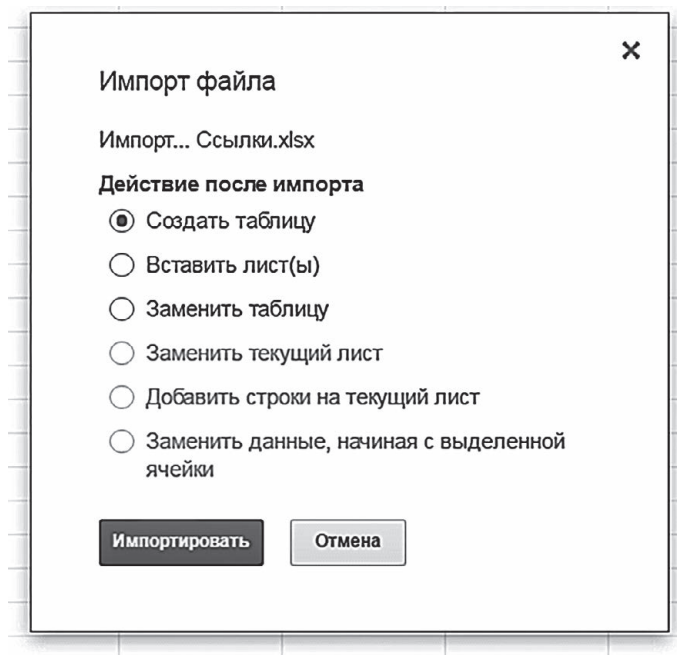 Импорт файла
Импорт... Ссылки.xlsx
Действие после импорта
Создать таблицу
Вставить лист(ы)
Заменить таблицу
Заменить текущий лист
Добавить строки на текущий лист
Заменить данные, начиная с выделенной
ячейки
Импортировать Отмена